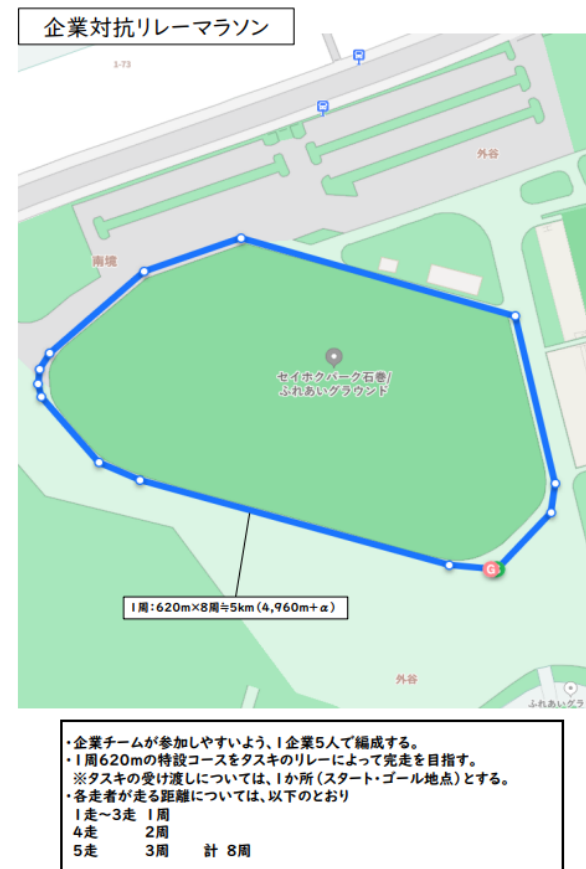 企業対抗リレーマラソン
1-73
外谷
南境
セイホクパーク石巻/
ふれあいグラウンド
G
1周:620m×8周≒5km(4,960m+α)
外谷
ふれあいグラ
・企業チームが参加しやすいよう、1企業5人で編成する。
・1周620mの特設コースをタスキのリレーによって完走を目指す。
※タスキの受け渡しについては、1か所(スタート・ゴール地点)とする。
・各走者が走る距離については、以下のとおり
1走~3走 1周
4走 2周
5走 3周 計 8周